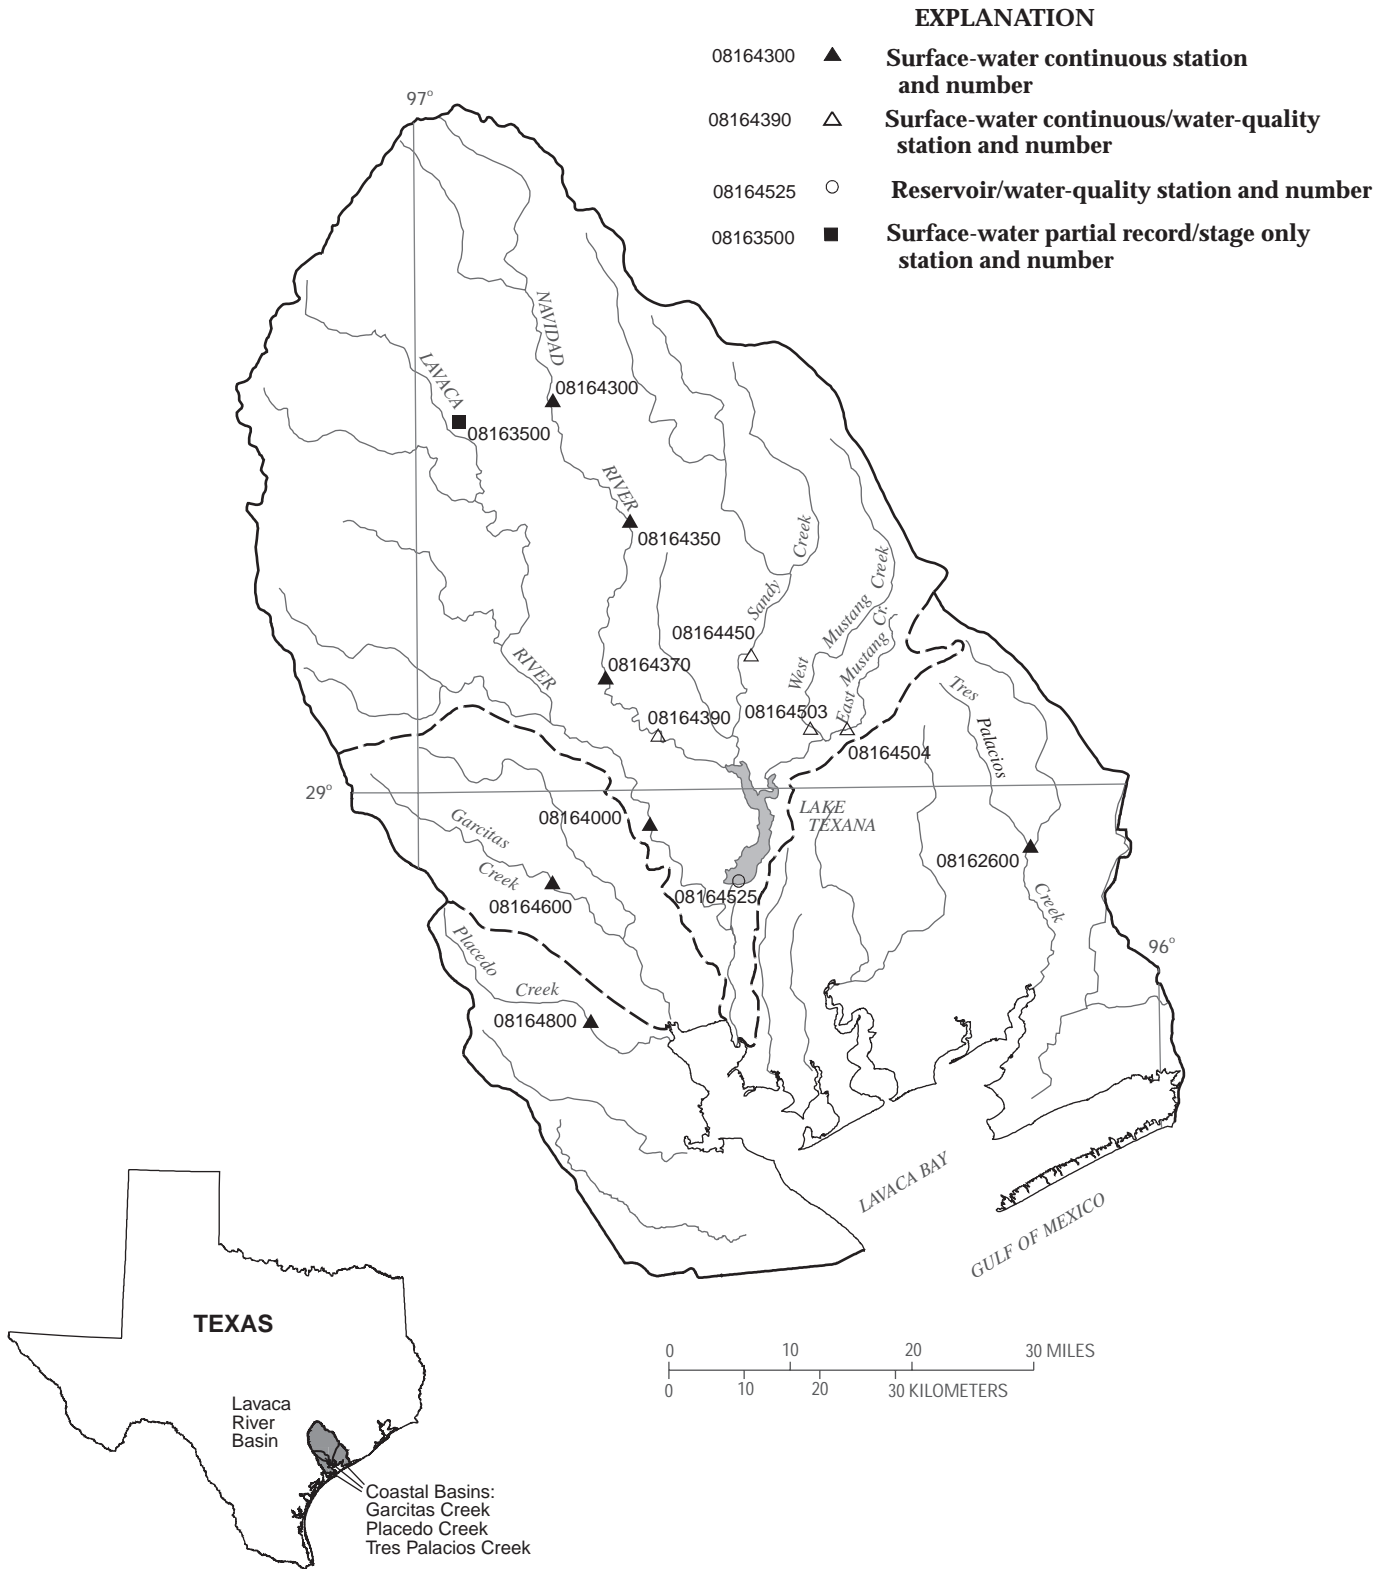 EXPLANATION
08164300 Surface-water continuous station
and number
08164390 Surface-water continuous/water-quality
station and number
08164525 Reservoir/water-quality station and number
08163500 Surface-water partial record/stage only
station and number
97°
NAVIDAD
LAVACA
08164300
08163500
RIVER
08164350
Sandy
Creek
West
Mustang
Creek
East
Mustang
Cr.
08164450
RIVER
08164370
08164390
08164503
08164504
Tres
Palacios
29°
LAKE
TEXANA
08164000
Garcitas
Creek
08162600
Creek
08164525
08164600
Placedo
Creek
96°
08164800
LAVACA BAY
GULF OF MEXICO
TEXAS
0 10 20 30 MILES
0 10 20 30 KILOMETERS
Lavaca
River
Basin
Coastal Basins:
Garcitas Creek
Placedo Creek
Tres Palacios Creek